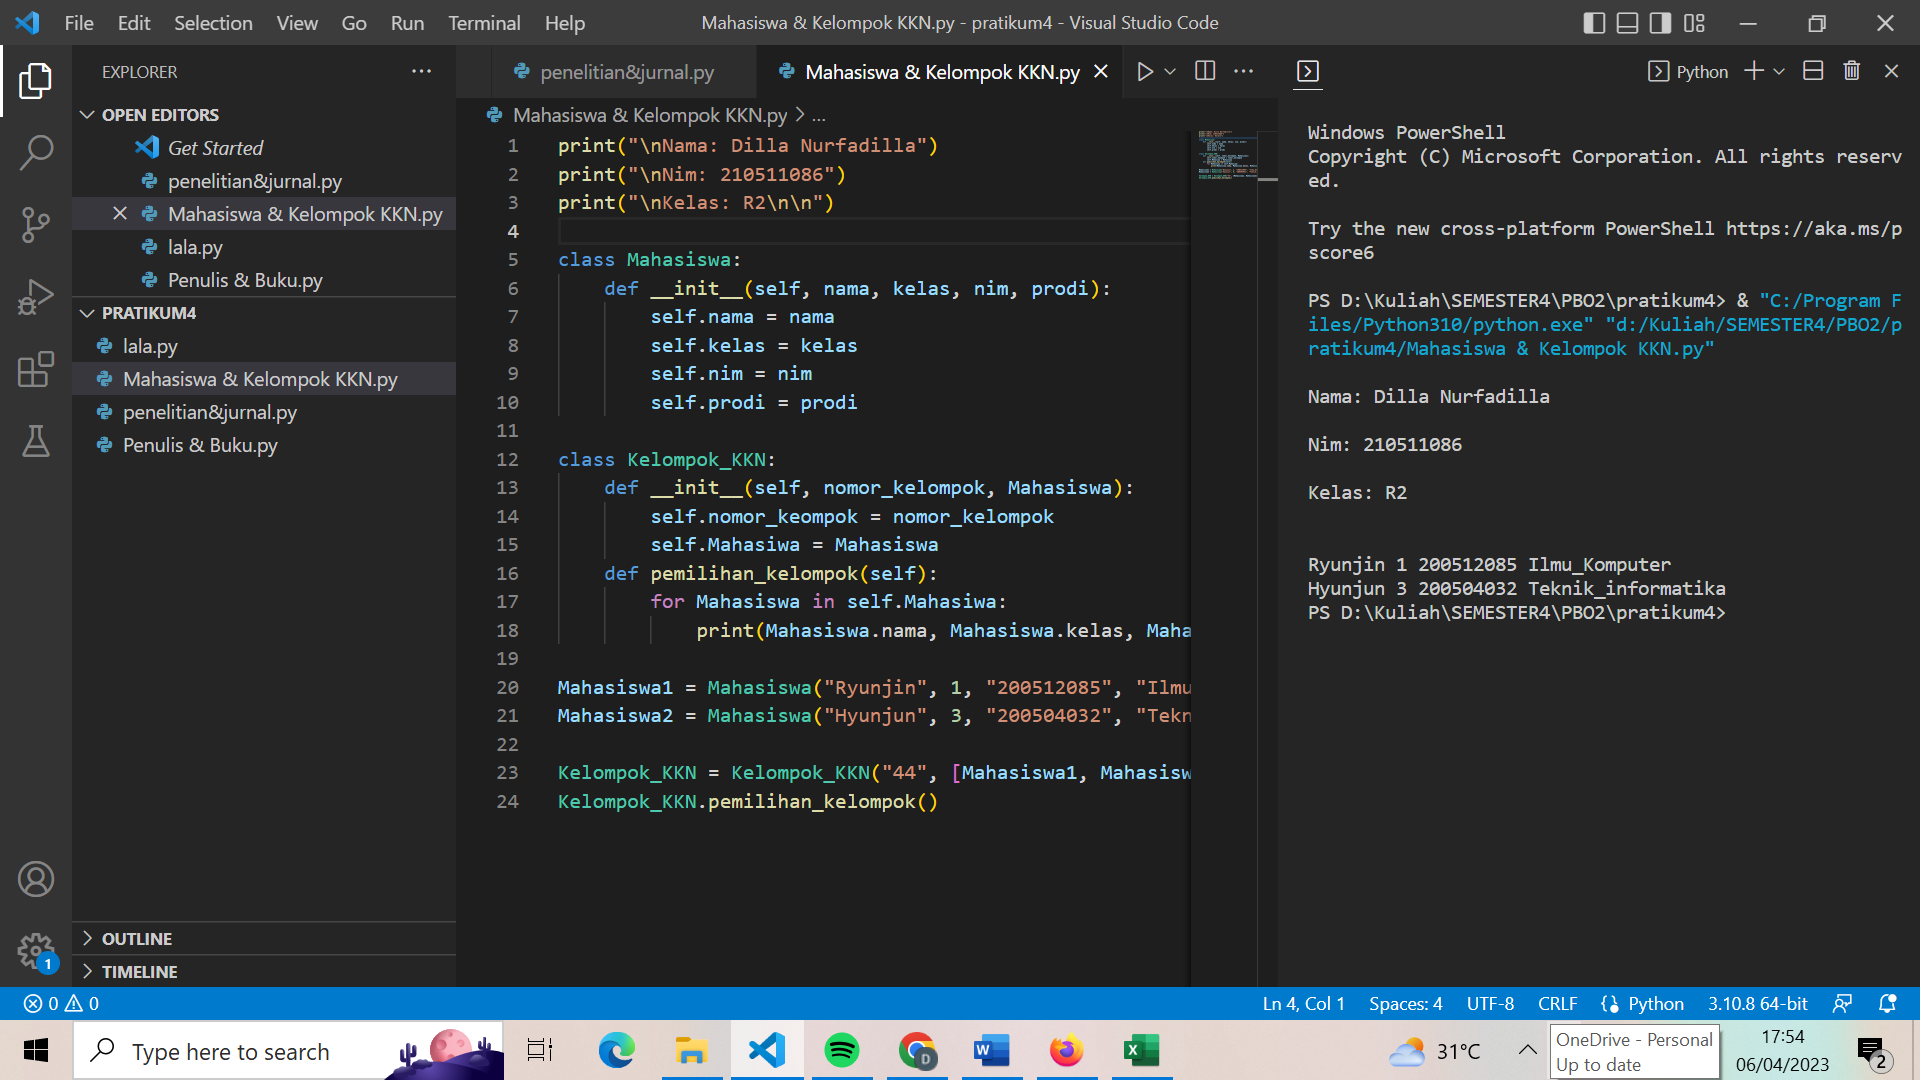 File Edit Selection View Go Run Terminal Help
Mahasiswa & Kelompok KKN.py - pratikum4 - Visual Studio Code
EXPLORER
OPEN EDITORS
Get Started
penelitian&jurnal.py
Mahasiswa & Kelompok KKN.py
lala.py
Penulis & Buku.py
PRATIKUM4
lala.py
Mahasiswa & Kelompok KKN.py
penelitian&jurnal.py
Penulis & Buku.py
OUTLINE
TIMELINE
penelitian&jurnal.py
Mahasiswa & Kelompok KKN.py
Mahasiswa & Kelompok KKN.py > ...
1 print("\nNama: Dilla Nurfadilla")
2 print("\nNim: 210511086")
3 print("\nKelas: R2\n\n")
4
5 class Mahasiswa:
6 def __init__(self, nama, kelas, nim, prodi):
7 self.nama = nama
8 self.kelas = kelas
9 self.nim = nim
10 self.prodi = prodi
11
12 class Kelompok_KKN:
13 def __init__(self, nomor_kelompok, Mahasiswa):
14 self.nomor_keompok = nomor_kelompok
15 self.Mahasiwa = Mahasiswa
16 def pemilihan_kelompok(self):
17 for Mahasiswa in self.Mahasiwa:
18 print(Mahasiswa.nama, Mahasiswa.kelas, Maha
19
20 Mahasiswa1 = Mahasiswa("Ryunjin", 1, "200512085", "Ilmu
21 Mahasiswa2 = Mahasiswa("Hyunjun", 3, "200504032", "Tekn
22
23 Kelompok_KKN = Kelompok_KKN("44", [Mahasiswa1, Mahasisw
24 Kelompok_KKN.pemilihan_kelompok()
Python
Windows PowerShell
Copyright (C) Microsoft Corporation. All rights reserv
ed.
Try the new cross-platform PowerShell https://aka.ms/p
score6
PS D:\Kuliah\SEMESTER4\PBO2\pratikum4> & "C:/Program F
iles/Python310/python.exe" "d:/Kuliah/SEMESTER4/PBO2/p
ratikum4/Mahasiswa & Kelompok KKN.py"
Nama: Dilla Nurfadilla
Nim: 210511086
Kelas: R2
Ryunjin 1 200512085 Ilmu_Komputer
Hyunjun 3 200504032 Teknik_informatika
PS D:\Kuliah\SEMESTER4\PBO2\pratikum4>
1
0 0
Ln 4, Col 1 Spaces: 4 UTF-8 CRLF Python 3.10.8 64-bit
Type here to search
D
31°C
OneDrive - Personal
Up to date
17:54
06/04/2023
2